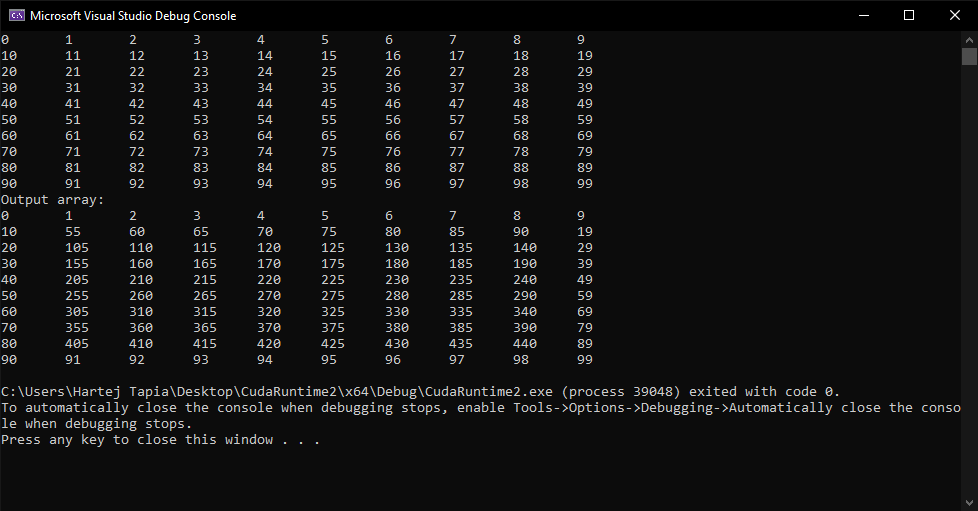 Microsoft Visual Studio Debug Console
0 1 2 3 4 5 6 7 8 9
10 11 12 13 14 15 16 17 18 19
20 21 22 23 24 25 26 27 28 29
30 31 32 33 34 35 36 37 38 39
40 41 42 43 44 45 46 47 48 49
50 51 52 53 54 55 56 57 58 59
60 61 62 63 64 65 66 67 68 69
70 71 72 73 74 75 76 77 78 79
80 81 82 83 84 85 86 87 88 89
90 91 92 93 94 95 96 97 98 99
Output array:
0 1 2 3 4 5 6 7 8 9
10 55 60 65 70 75 80 85 90 19
20 105 110 115 120 125 130 135 140 29
30 155 160 165 170 175 180 185 190 39
40 205 210 215 220 225 230 235 240 49
50 255 260 265 270 275 280 285 290 59
60 305 310 315 320 325 330 335 340 69
70 355 360 365 370 375 380 385 390 79
80 405 410 415 420 425 430 435 440 89
90 91 92 93 94 95 96 97 98 99
C:\Users\Hartej Tapia\Desktop\CudaRuntime2\x64\Debug\CudaRuntime2.exe (process 39048) exited with code 0.
To automatically close the console when debugging stops, enable Tools->Options->Debugging->Automatically close the conso
le when debugging stops.
Press any key to close this window . . .